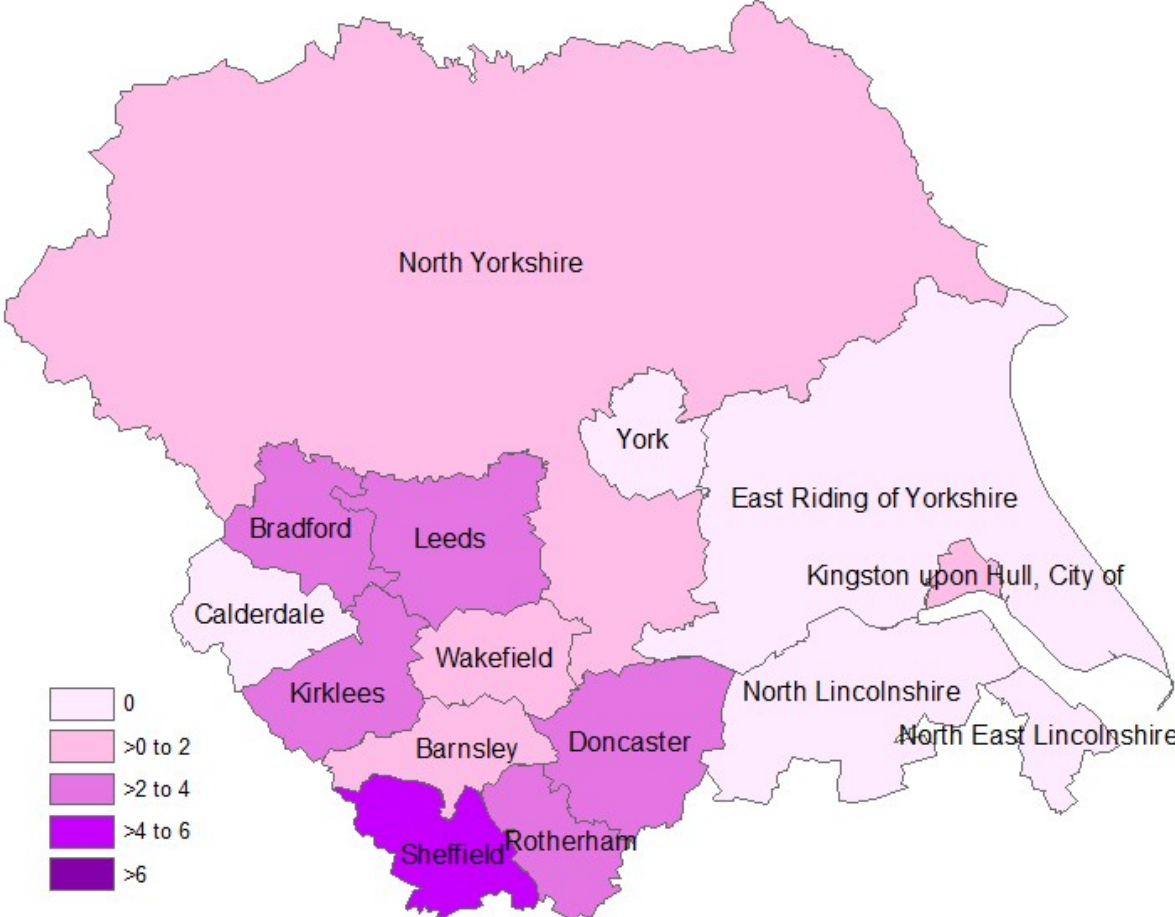 North Yorkshire
York
East Riding of Yorkshire
Bradford
Leeds
Kingston upon Hull, City of
Calderdale
Wakefield
Kirklees
North Lincolnshire
North East Lincolnshire
Barnsley
Doncaster
Rotherham
Sheffield
0
>0 to 2
>2 to 4
>4 to 6
>6